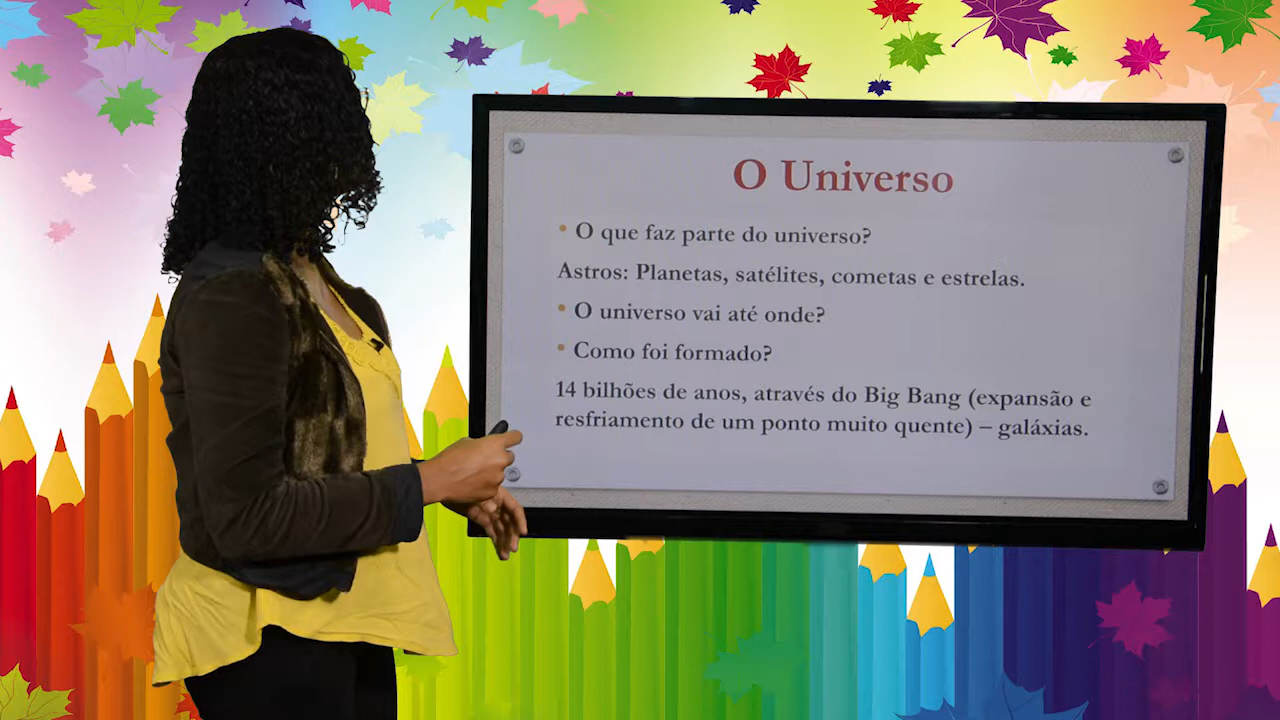 O Universo
• O que faz parte do universo?
Astros: Planetas, satélites, cometas e estrelas.
• O universo vai até onde?
• Como foi formado?
14 bilhões de anos, através do Big Bang (expansão e
resfriamento de um ponto muito quente) – galáxias.